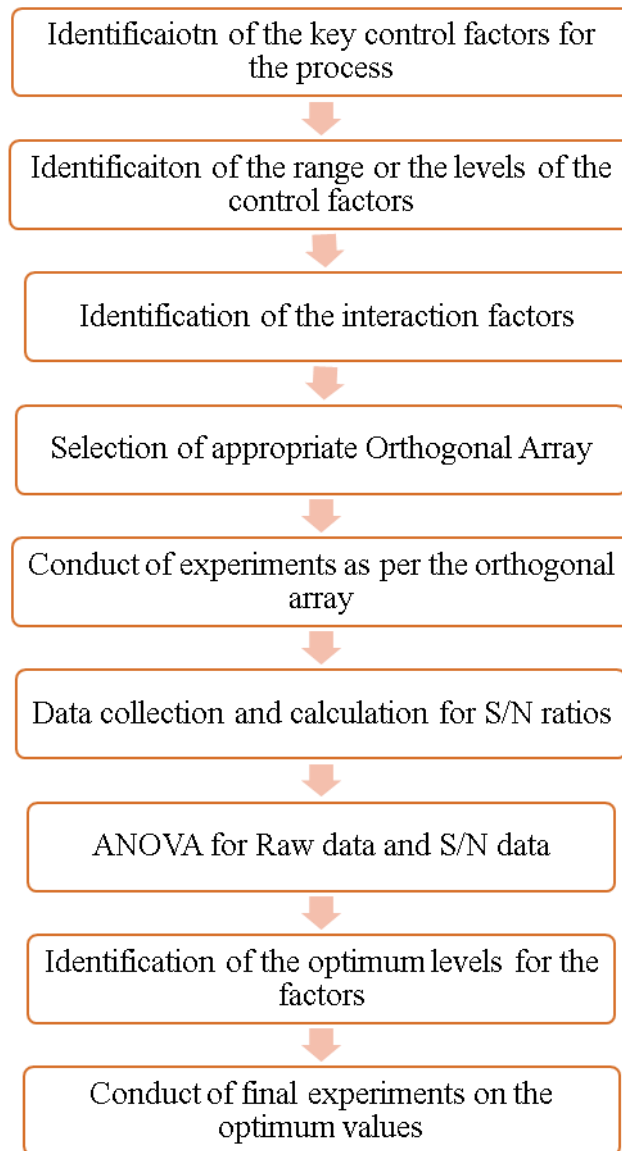 Identificaiotn of the key control factors for
the process
Identificaiton of the range or the levels of the
control factors
Identification of the interaction factors
Selection of appropriate Orthogonal Array
Conduct of experiments as per the orthogonal
array
Data collection and calculation for S/N ratios
ANOVA for Raw data and S/N data
Identification of the optimum levels for the
factors
Conduct of final experiments on the
optimum values